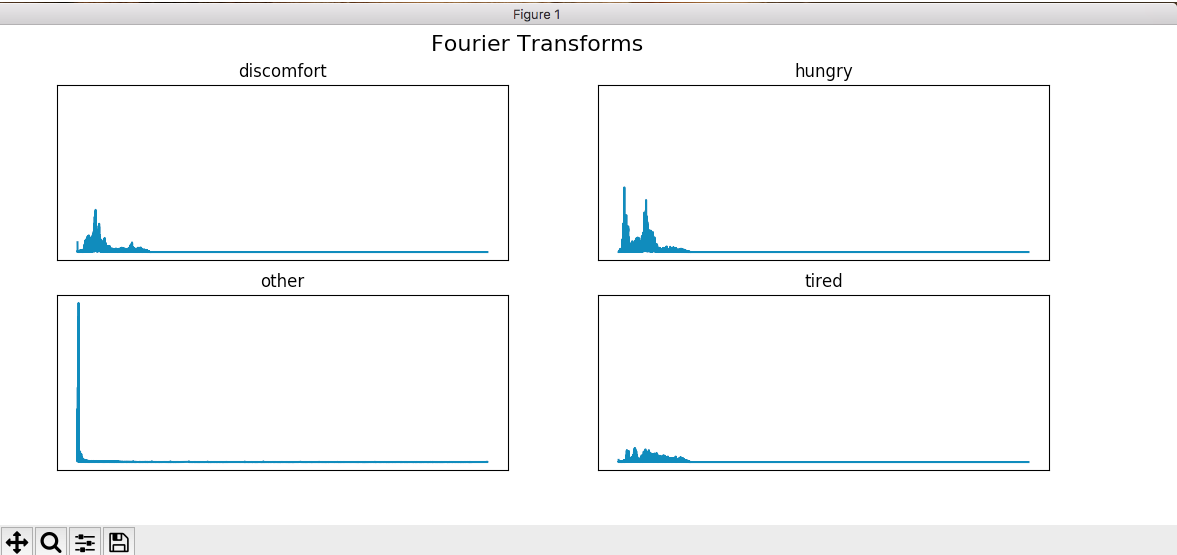 Figure 1
Fourier Transforms
discomfort
hungry
other
tired